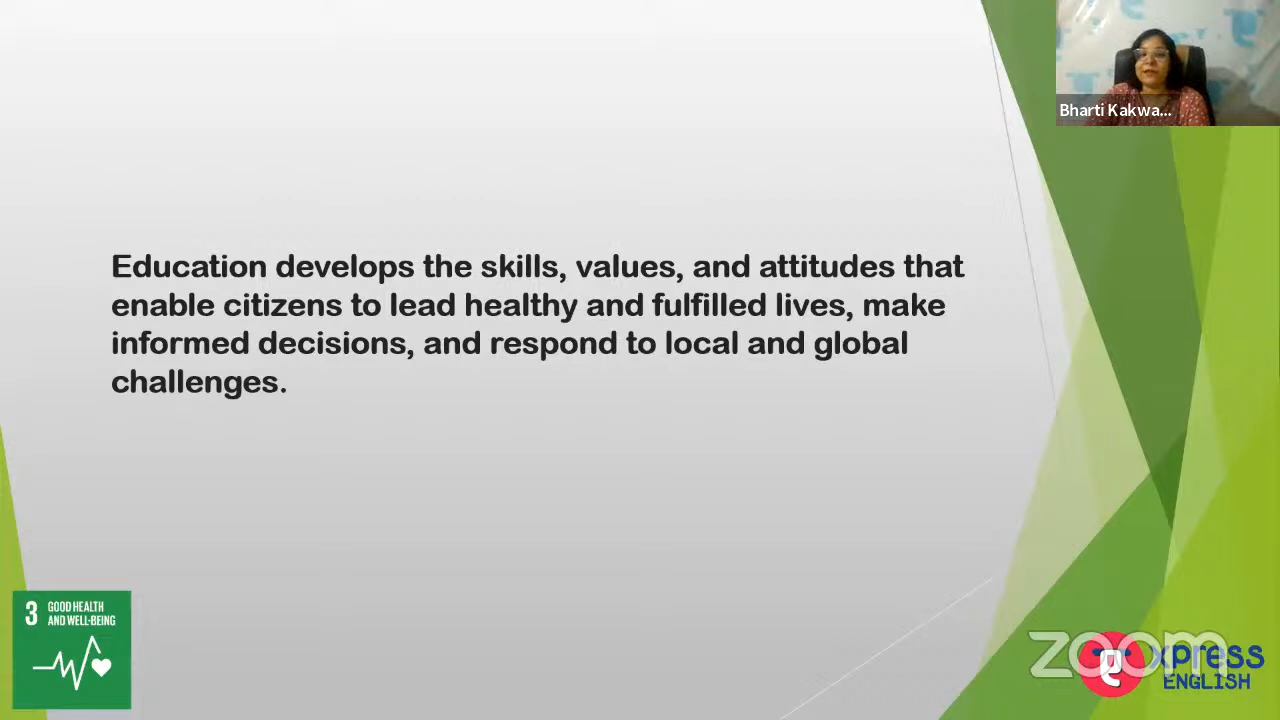 Bharti Kakwa...
Education develops the skills, values, and attitudes that
enable citizens to lead healthy and fulfilled lives, make
informed decisions, and respond to local and global
challenges.
3 GOOD HEALTH
AND WELL-BEING
zoom
xpress
ENGLISH